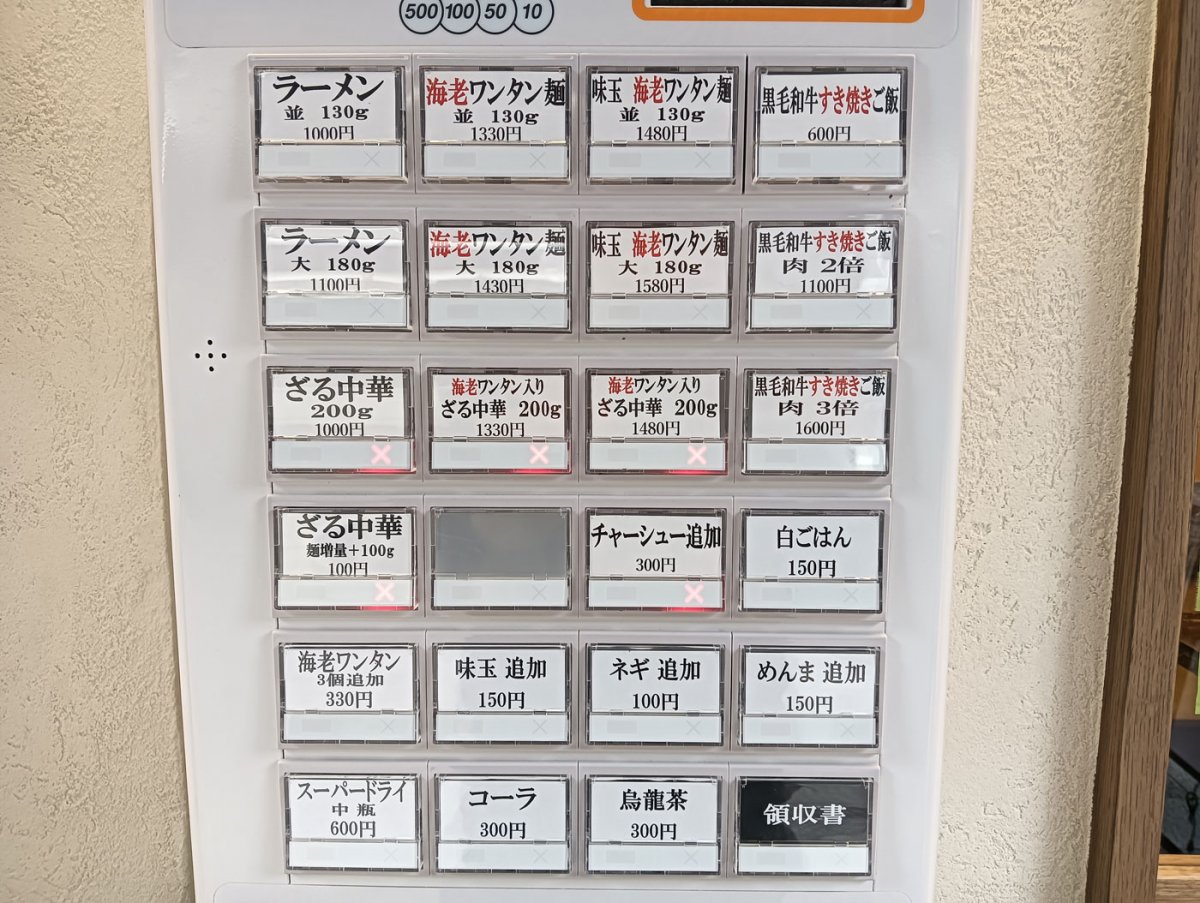 500 100 50 10
ラーメン
並 130g
1000円
海老ワンタン麺
並 130g
1330円
味玉 海老ワンタン麺
並 130g
1480円
黒毛和牛すき焼きご飯
600円
ラーメン
大 180g
1100円
海老ワンタン麺
大 180g
1430円
味玉 海老ワンタン麺
大 180g
1580円
黒毛和牛すき焼きご飯
肉 2倍
1100円
ざる中華
200g
1000円
海老ワンタン入り
ざる中華 200g
1330円
海老ワンタン入り
ざる中華 200g
1480円
黒毛和牛すき焼きご飯
肉 3倍
1600円
ざる中華
麺増量+100g
100円
チャーシュー追加
300円
白ごはん
150円
海老ワンタン
3個追加
330円
味玉 追加
150円
ネギ 追加
100円
めんま 追加
150円
スーパードライ
中 瓶
600円
コーラ
300円
烏龍茶
300円
領収書